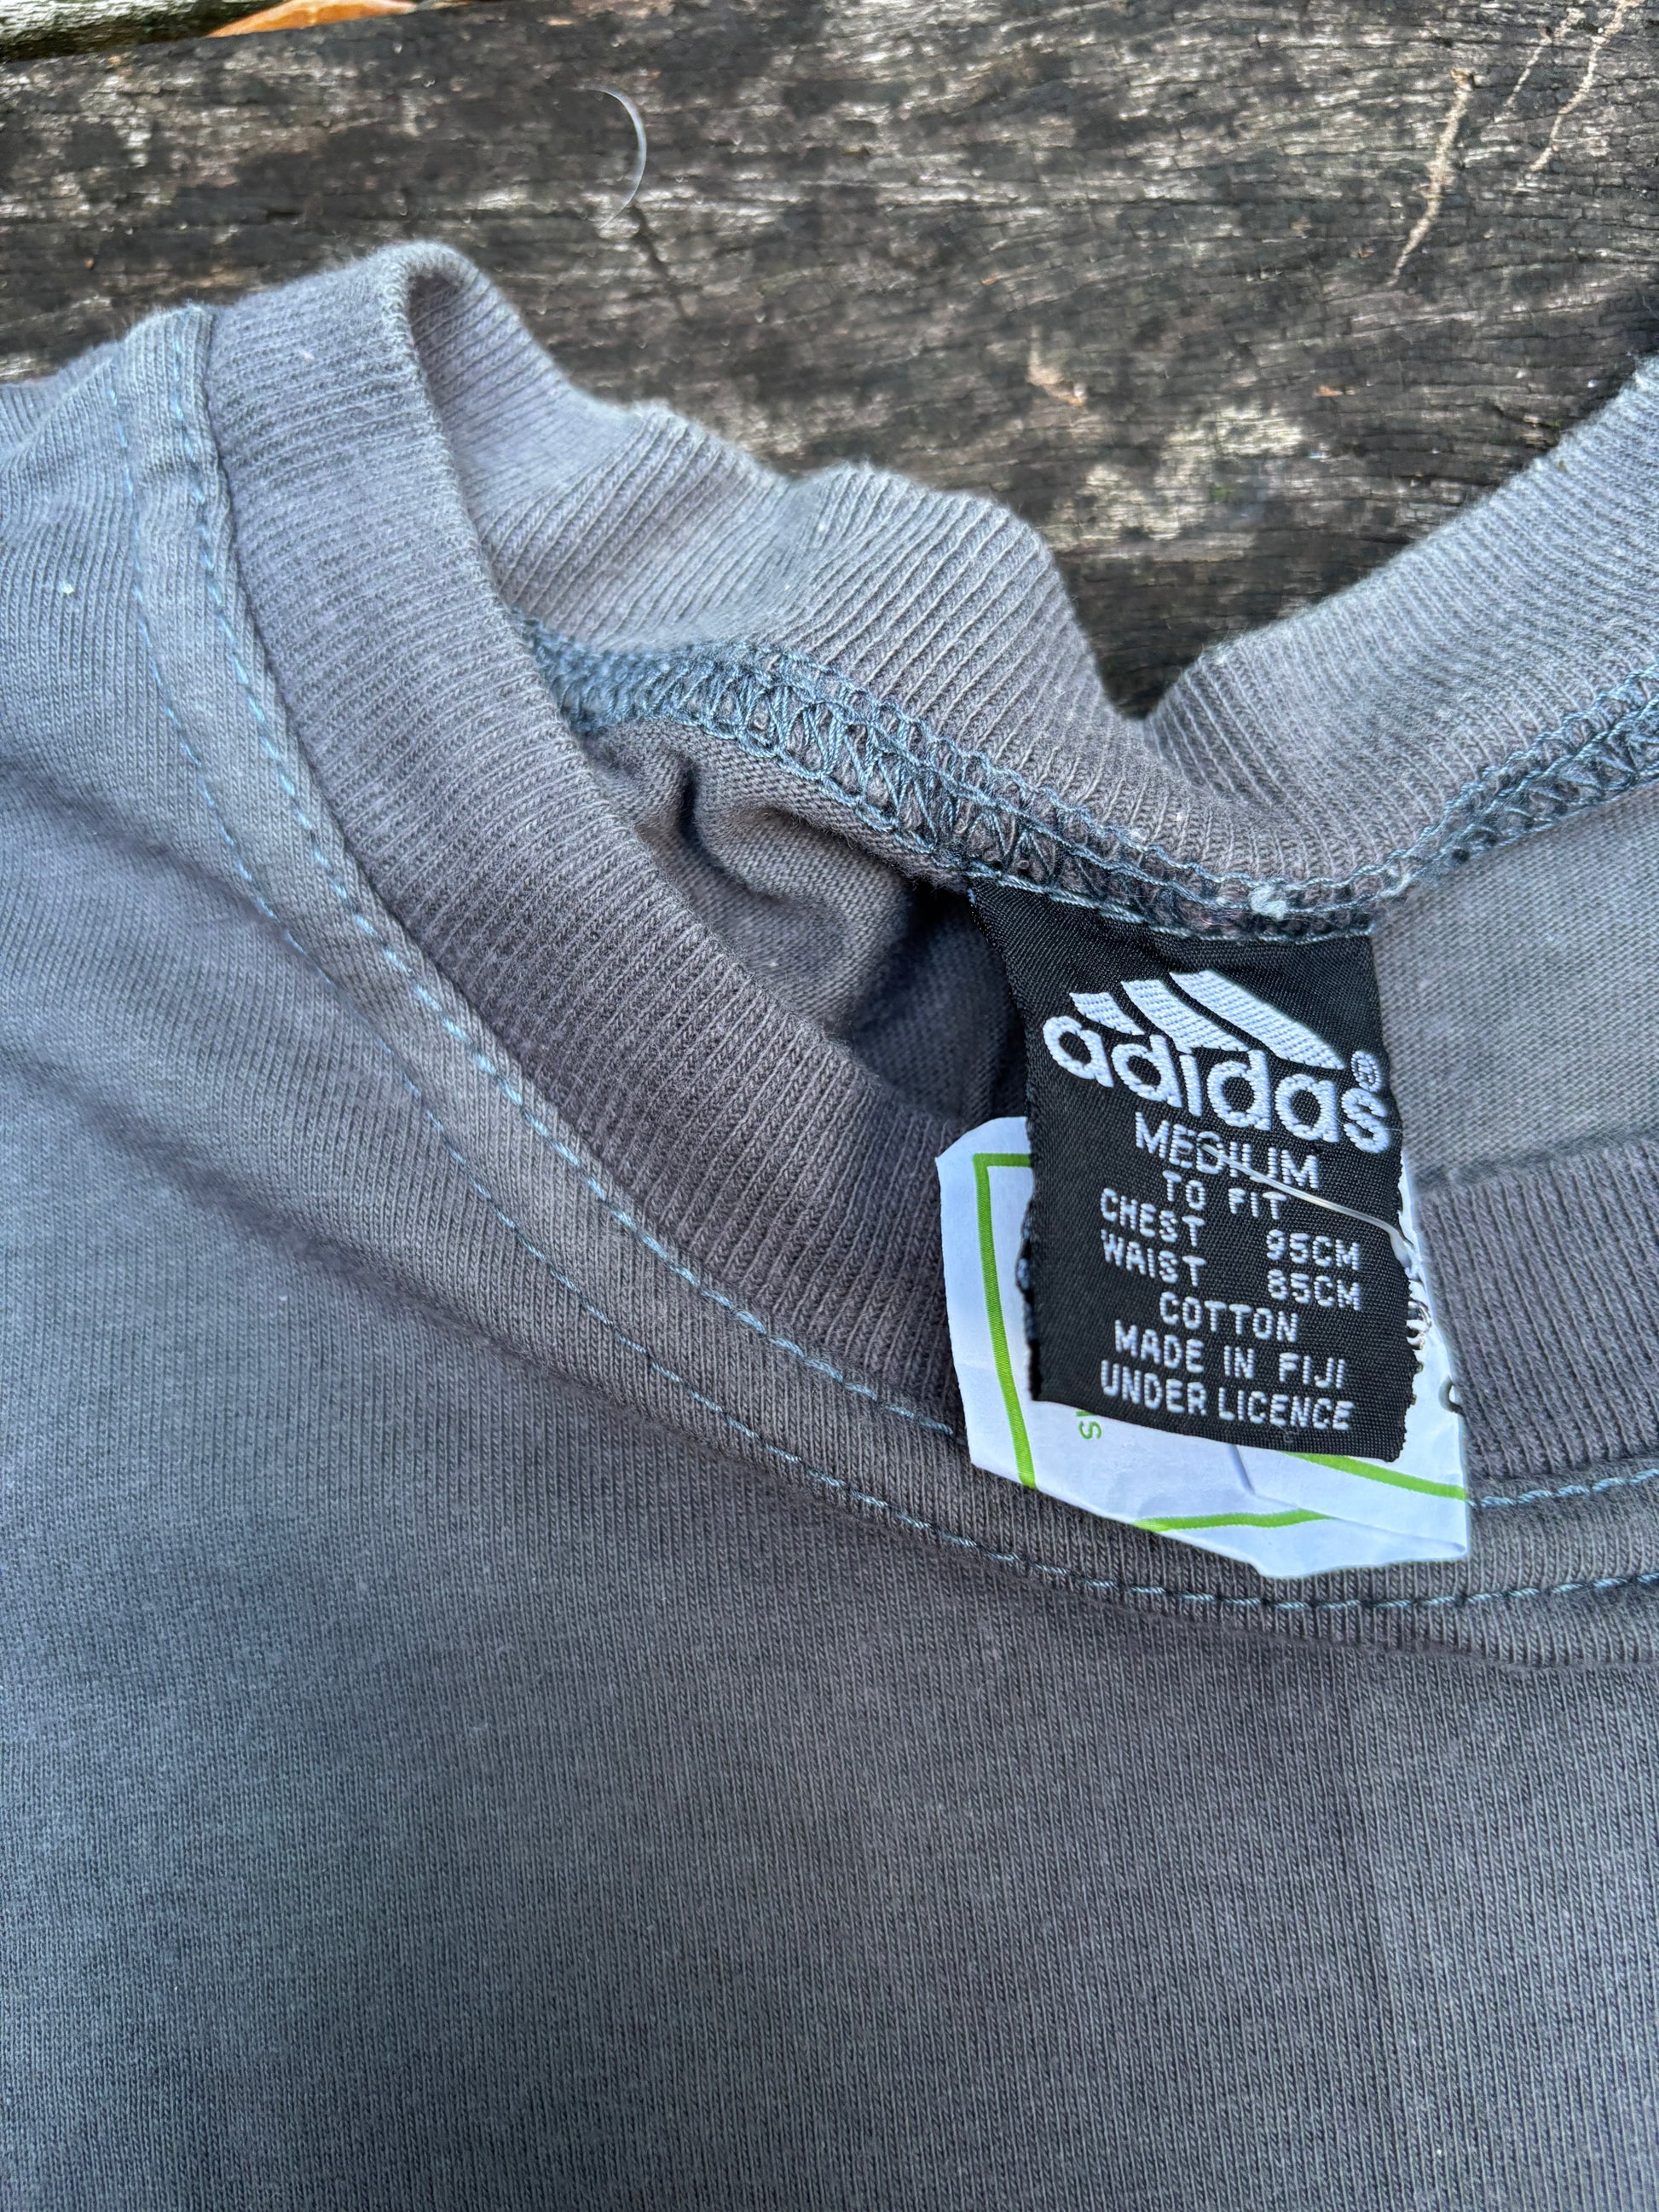 adidas®
MEDIUM
TO FIT
CHEST 95CM
WAIST 85CM
COTTON
MADE IN FIJI
UNDER LICENCE